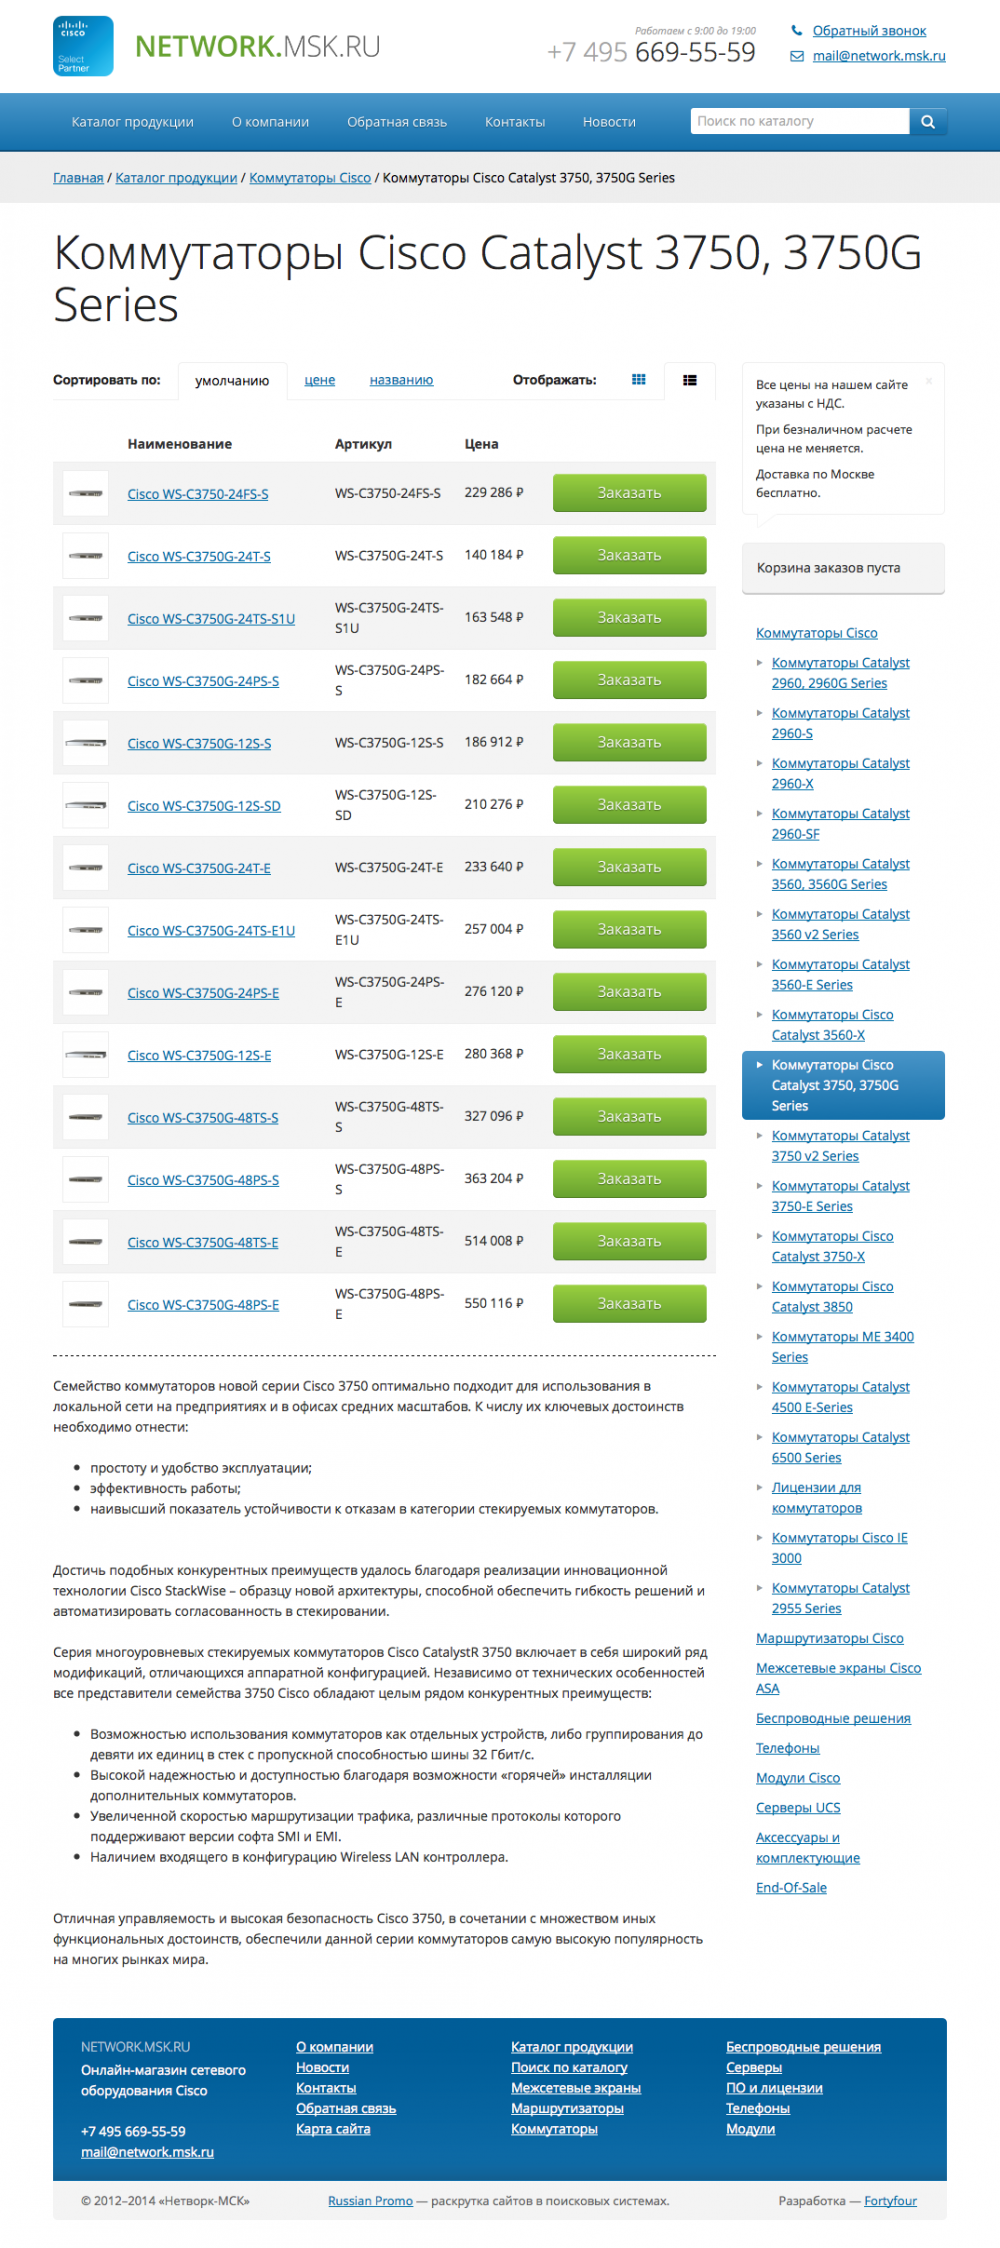 cisco
Select
Partner
NETWORK.MSK.RU
Работаем с 9:00 до 19:00
+7 495 669-55-59
Обратный звонок
mail@network.msk.ru
Каталог продукции О компании Обратная связь Контакты Новости Поиск по каталогу
Главная / Каталог продукции / Коммутаторы Cisco / Коммутаторы Cisco Catalyst 3750, 3750G Series
Коммутаторы Cisco Catalyst 3750, 3750G
Series
Сортировать по: умолчанию цене названию Отображать:
Наименование Артикул Цена
Cisco WS-C3750-24FS-S WS-C3750-24FS-S 229 286 ₽ Заказать
Cisco WS-C3750G-24T-S WS-C3750G-24T-S 140 184 ₽ Заказать
Cisco WS-C3750G-24TS-S1U WS-C3750G-24TS-
S1U 163 548 ₽ Заказать
Cisco WS-C3750G-24PS-S WS-C3750G-24PS-
S 182 664 ₽ Заказать
Cisco WS-C3750G-12S-S WS-C3750G-12S-S 186 912 ₽ Заказать
Cisco WS-C3750G-12S-SD WS-C3750G-12S-
SD 210 276 ₽ Заказать
Cisco WS-C3750G-24T-E WS-C3750G-24T-E 233 640 ₽ Заказать
Cisco WS-C3750G-24TS-E1U WS-C3750G-24TS-
E1U 257 004 ₽ Заказать
Cisco WS-C3750G-24PS-E WS-C3750G-24PS-
E 276 120 ₽ Заказать
Cisco WS-C3750G-12S-E WS-C3750G-12S-E 280 368 ₽ Заказать
Cisco WS-C3750G-48TS-S WS-C3750G-48TS-
S 327 096 ₽ Заказать
Cisco WS-C3750G-48PS-S WS-C3750G-48PS-
S 363 204 ₽ Заказать
Cisco WS-C3750G-48TS-E WS-C3750G-48TS-
E 514 008 ₽ Заказать
Cisco WS-C3750G-48PS-E WS-C3750G-48PS-
E 550 116 ₽ Заказать
Семейство коммутаторов новой серии Cisco 3750 оптимально подходит для использования в
локальной сети на предприятиях и в офисах средних масштабов. К числу их ключевых достоинств
необходимо отнести:
• простоту и удобство эксплуатации;
• эффективность работы;
• наивысший показатель устойчивости к отказам в категории стекируемых коммутаторов.
Достичь подобных конкурентных преимуществ удалось благодаря реализации инновационной
технологии Cisco StackWise – образцу новой архитектуры, способной обеспечить гибкость решений и
автоматизировать согласованность в стекировании.
Серия многоуровневых стекируемых коммутаторов Cisco CatalystR 3750 включает в себя широкий ряд
модификаций, отличающихся аппаратной конфигурацией. Независимо от технических особенностей
все представители семейства 3750 Cisco обладают целым рядом конкурентных преимуществ:
• Возможностью использования коммутаторов как отдельных устройств, либо группирования до
девяти их единиц в стек с пропускной способностью шины 32 Гбит/с.
• Высокой надежностью и доступностью благодаря возможности «горячей» инсталляции
дополнительных коммутаторов.
• Увеличенной скоростью маршрутизации трафика, различные протоколы которого
поддерживают версии софта SMI и EMI.
• Наличием входящего в конфигурацию Wireless LAN контроллера.
Отличная управляемость и высокая безопасность Cisco 3750, в сочетании с множеством иных
функциональных достоинств, обеспечили данной серии коммутаторов самую высокую популярность
на многих рынках мира.
Все цены на нашем сайте ×
указаны с НДС.
При безналичном расчете
цена не меняется.
Доставка по Москве
бесплатно.
Корзина заказов пуста
Коммутаторы Cisco
Коммутаторы Catalyst
2960, 2960G Series
Коммутаторы Catalyst
2960-S
Коммутаторы Catalyst
2960-X
Коммутаторы Catalyst
2960-SF
Коммутаторы Catalyst
3560, 3560G Series
Коммутаторы Catalyst
3560 v2 Series
Коммутаторы Catalyst
3560-E Series
Коммутаторы Cisco
Catalyst 3560-X
Коммутаторы Cisco
Catalyst 3750, 3750G
Series
Коммутаторы Catalyst
3750 v2 Series
Коммутаторы Catalyst
3750-E Series
Коммутаторы Cisco
Catalyst 3750-X
Коммутаторы Cisco
Catalyst 3850
Коммутаторы ME 3400
Series
Коммутаторы Catalyst
4500 E-Series
Коммутаторы Catalyst
6500 Series
Лицензии для
коммутаторов
Коммутаторы Cisco IE
3000
Коммутаторы Catalyst
2955 Series
Маршрутизаторы Cisco
Межсетевые экраны Cisco
ASA
Беспроводные решения
Телефоны
Модули Cisco
Серверы UCS
Аксессуары и
комплектующие
End-Of-Sale
NETWORK.MSK.RU
Онлайн-магазин сетевого
оборудования Cisco
+7 495 669-55-59
mail@network.msk.ru
О компании
Новости
Контакты
Обратная связь
Карта сайта
Каталог продукции
Поиск по каталогу
Межсетевые экраны
Маршрутизаторы
Коммутаторы
Беспроводные решения
Серверы
ПО и лицензии
Телефоны
Модули
© 2012–2014 «Нетворк-МСК» Russian Promo — раскрутка сайтов в поисковых системах. Разработка — Fortyfour